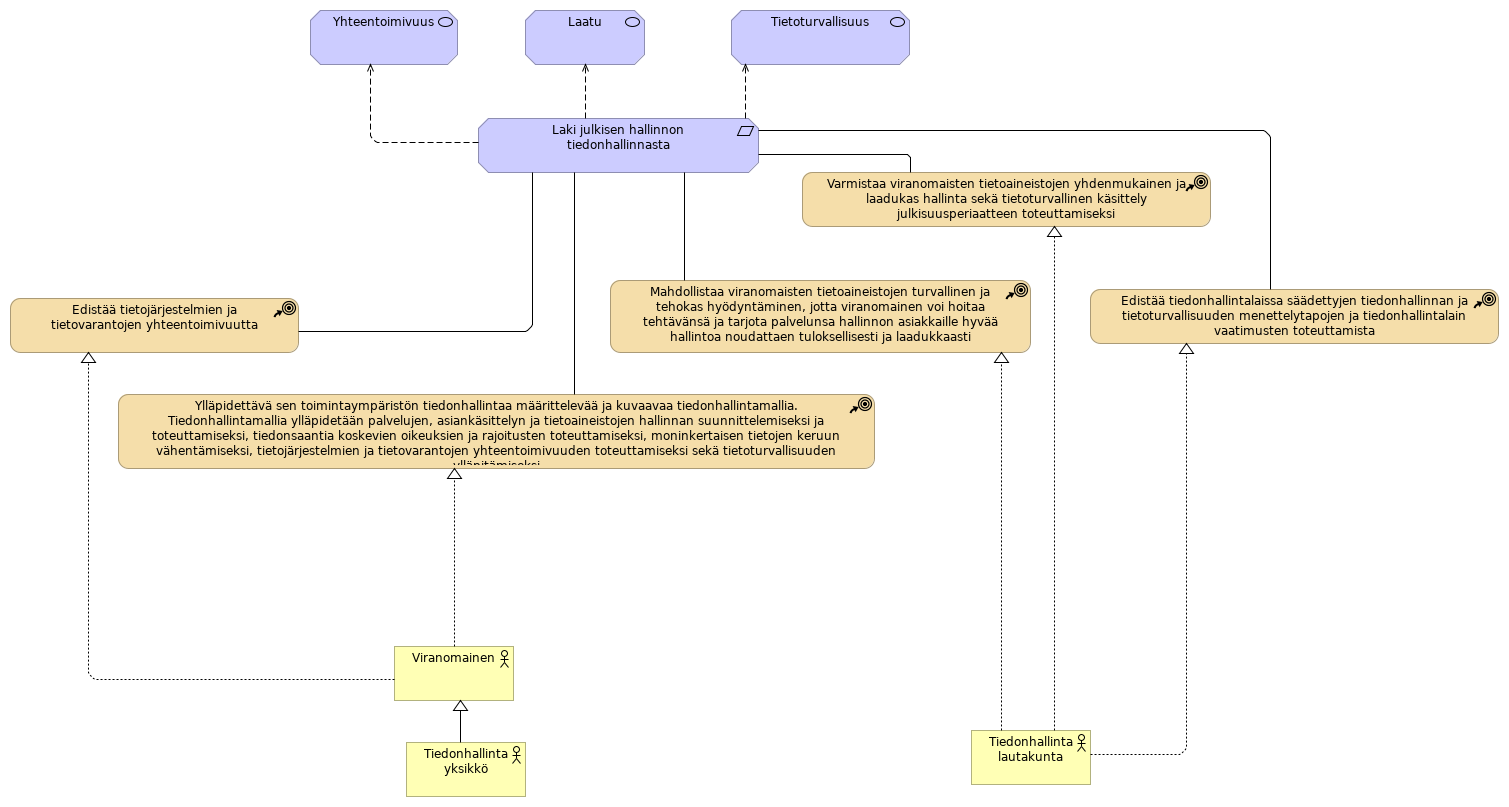 Yhteentoimivuus
Laatu
Tietoturvallisuus
Laki julkisen hallinnon
tiedonhallinnasta
Varmistaa viranomaisten tietoaineistojen yhdenmukainen ja
laadukas hallinta sekä tietoturvallinen käsittely
julkisuusperiaatteen toteuttamiseksi
Edistää tietojärjestelmien ja
tietovarantojen yhteentoimivuutta
Mahdollistaa viranomaisten tietoaineistojen turvallinen ja
tehokas hyödyntäminen, jotta viranomainen voi hoitaa
tehtävänsä ja tarjota palvelunsa hallinnon asiakkaille hyvää
hallintoa noudattaen tuloksellisesti ja laadukkaasti
Edistää tiedonhallintalaissa säädettyjen tiedonhallinnan ja
tietoturvallisuuden menettelytapojen ja tiedonhallintalain
vaatimusten toteuttamista
Ylläpidettävä sen toimintaympäristön tiedonhallintaa määrittelevää ja kuvaavaa tiedonhallintamallia.
Tiedonhallintamallia ylläpidetään palvelujen, asiankäsittelyn ja tietoaineistojen hallinnan suunnittelemiseksi ja
toteuttamiseksi, tiedonsaantia koskevien oikeuksien ja rajoitusten toteuttamiseksi, moninkertaisen tietojen keruun
vähentämiseksi, tietojärjestelmien ja tietovarantojen yhteentoimivuuden toteuttamiseksi sekä tietoturvallisuuden
ylläpitämiseksi.
Viranomainen
Tiedonhallinta
yksikkö
Tiedonhallinta
lautakunta